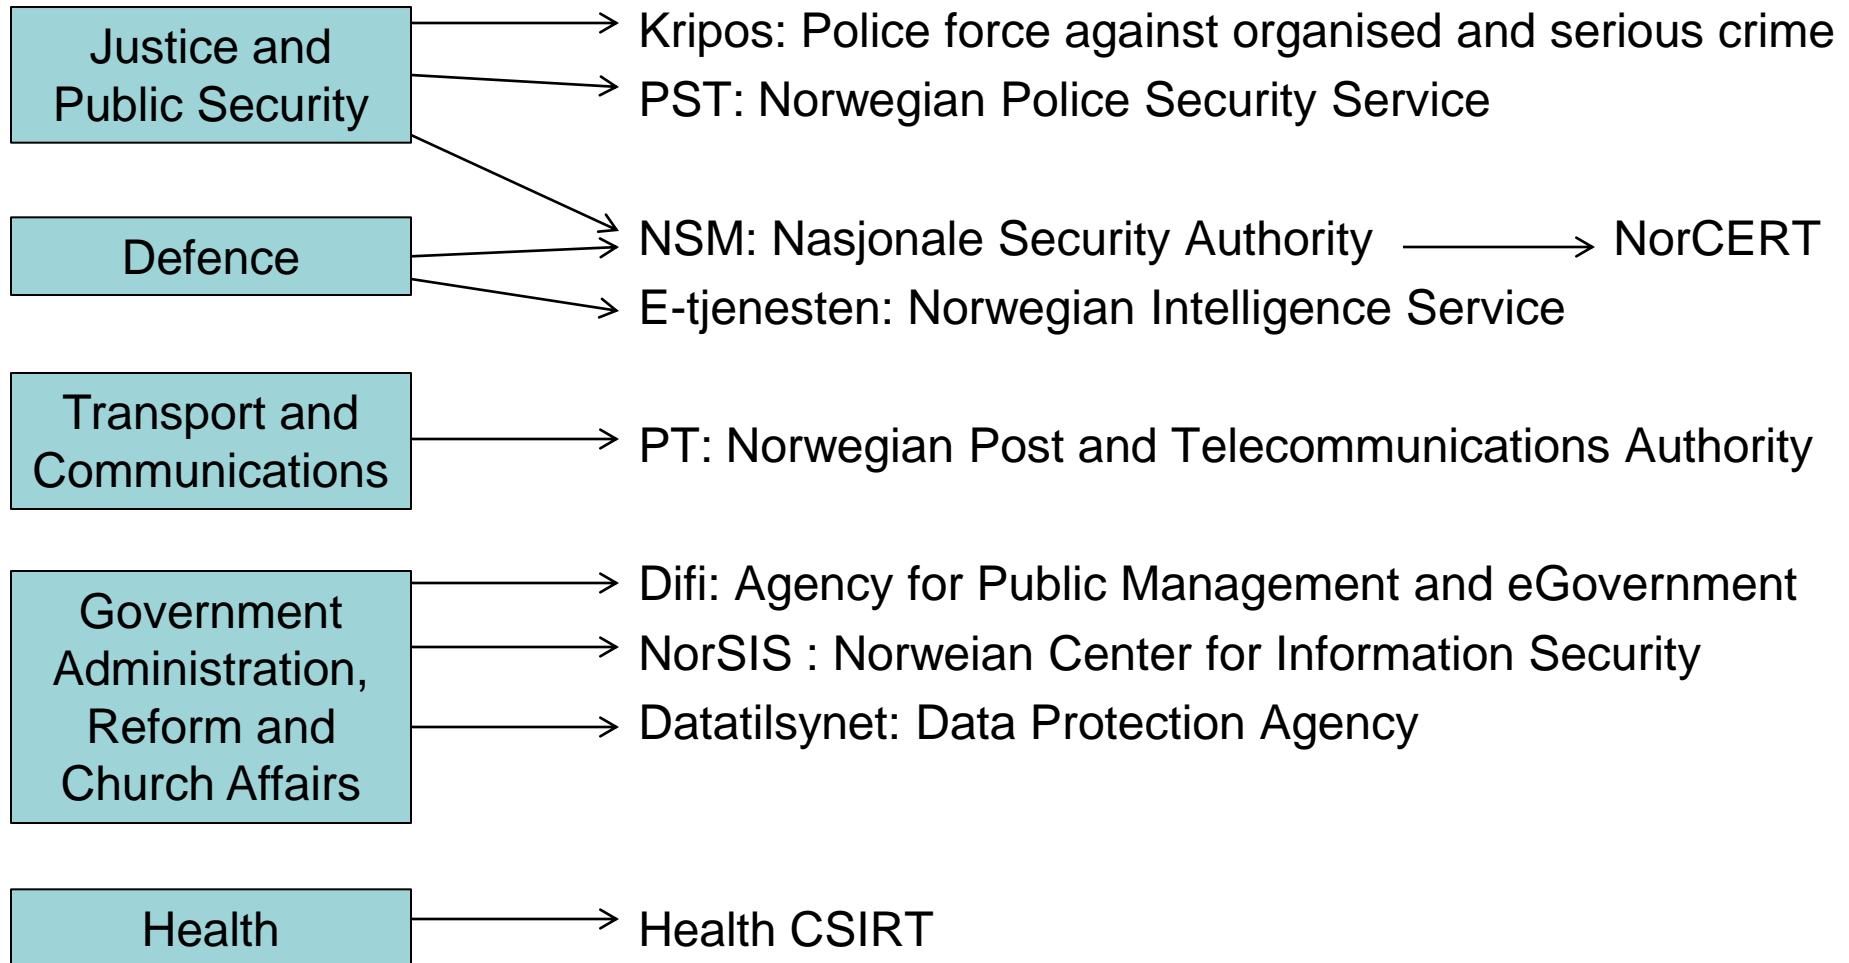 Justice and
Public Security
Kripos: Police force against organised and serious crime
PST: Norwegian Police Security Service
Defence
NSM: Nasjonale Security Authority
NorCERT
E-tjenesten: Norwegian Intelligence Service
Transport and
Communications
PT: Norwegian Post and Telecommunications Authority
Government
Administration,
Reform and
Church Affairs
Difi: Agency for Public Management and eGovernment
NorSIS : Norweian Center for Information Security
Datatilsynet: Data Protection Agency
Health
Health CSIRT